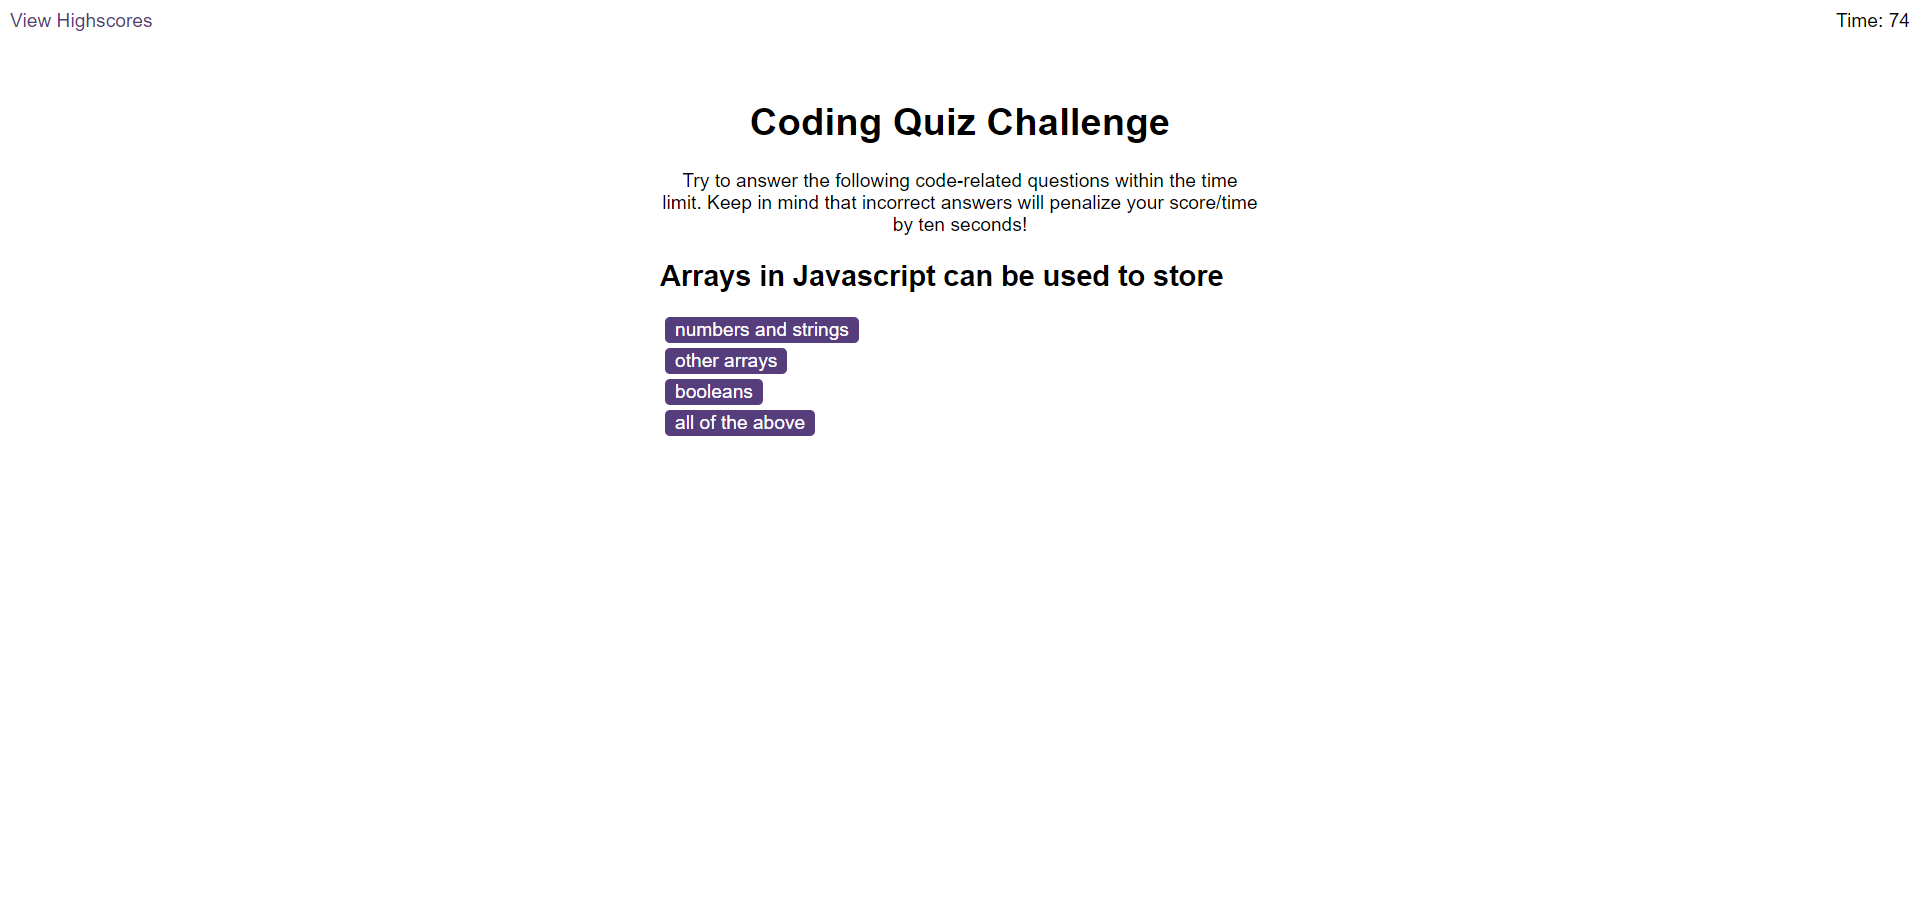 View Highscores
Time: 74
Coding Quiz Challenge
Try to answer the following code-related questions within the time
limit. Keep in mind that incorrect answers will penalize your score/time
by ten seconds!
Arrays in Javascript can be used to store
numbers and strings
other arrays
booleans
all of the above